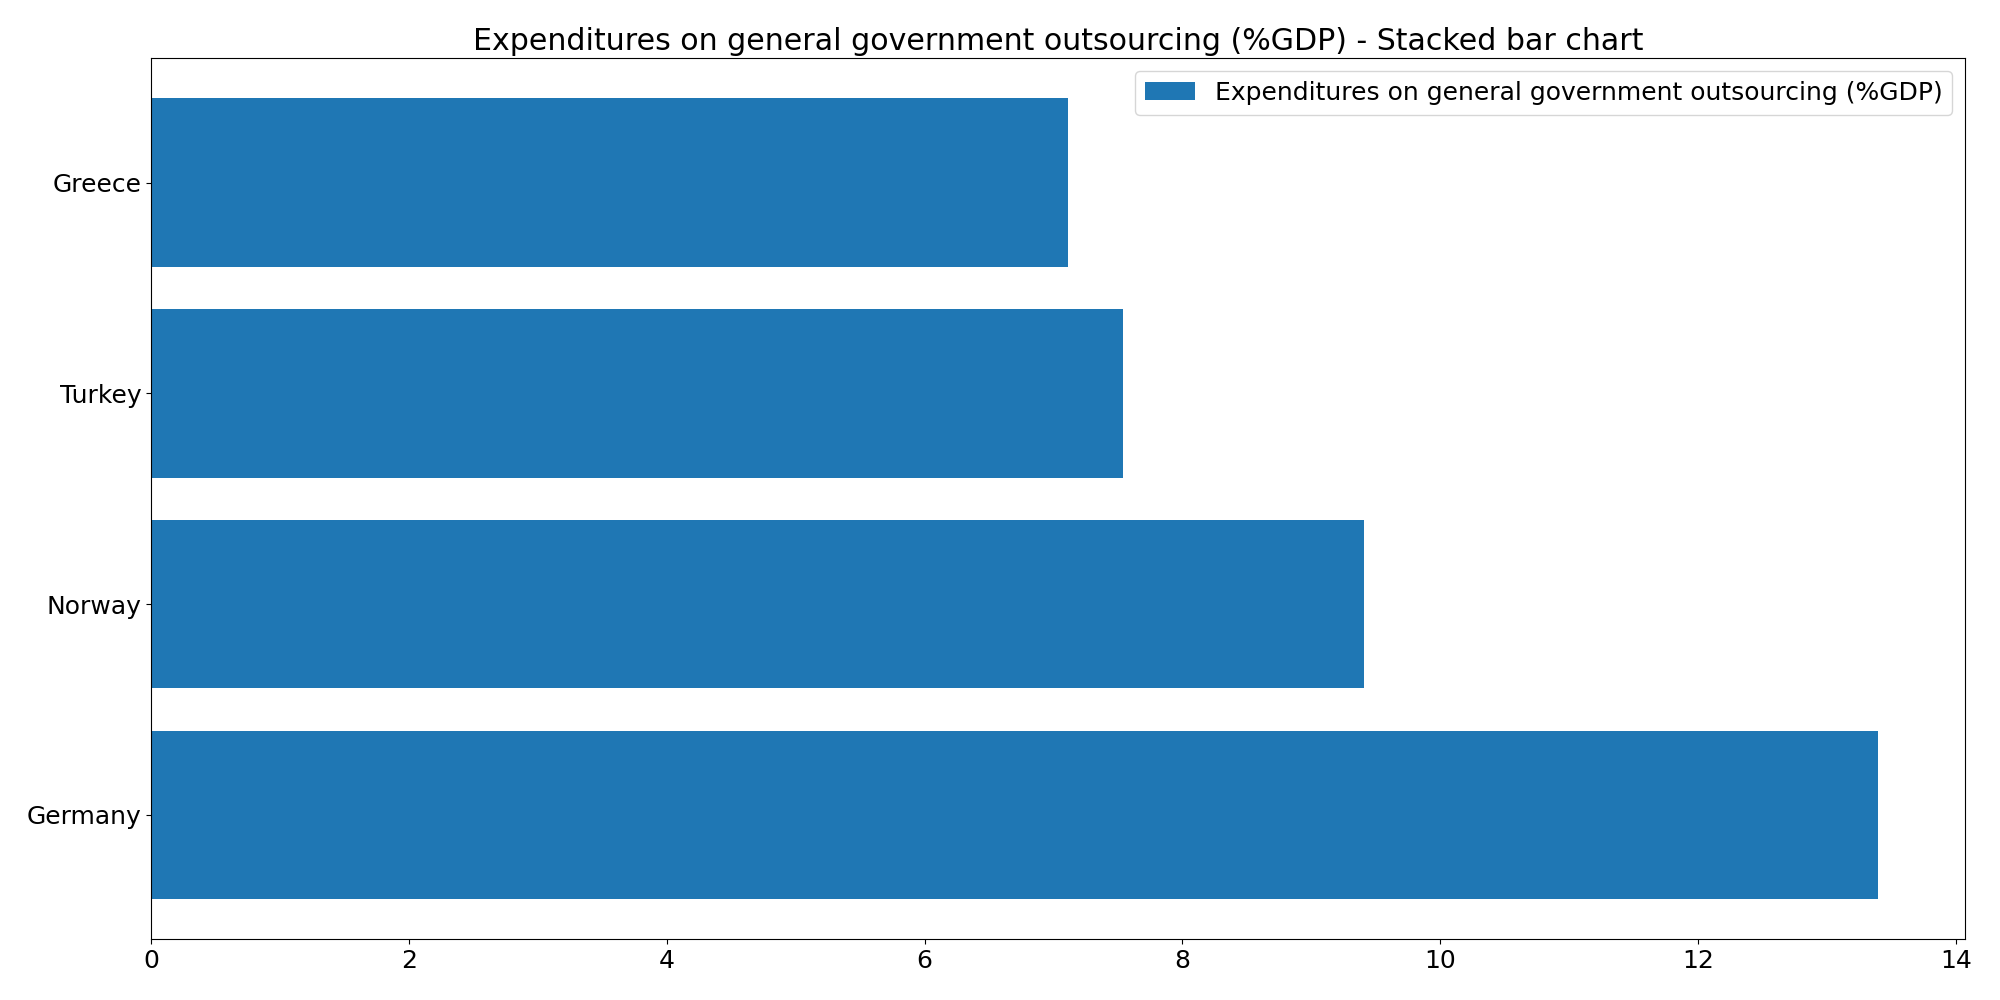 Expenditures on general government outsourcing (%GDP) - Stacked bar chart
Expenditures on general government outsourcing (%GDP)
Greece
Turkey
Norway
Germany
0 2 4 6 8 10 12 14